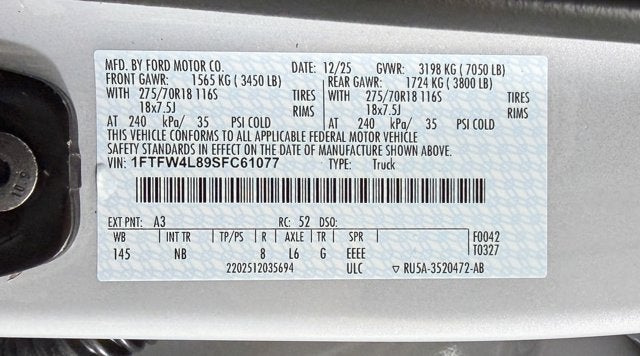 MFD. BY FORD MOTOR CO. DATE: 12/25 GVWR: 3198 KG ( 7050 LB)
FRONT GAWR: 1565 KG ( 3450 LB) REAR GAWR: 1724 KG ( 3800 LB)
WITH 275/70R18 116S TIRES WITH 275/70R18 116S TIRES
18x7.5J RIMS 18x7.5J RIMS
AT 240 kPa/ 35 PSI COLD AT 240 kPa/ 35 PSI COLD
THIS VEHICLE CONFORMS TO ALL APPLICABLE FEDERAL MOTOR VEHICLE
SAFETY STANDARDS IN EFFECT ON THE DATE OF MANUFACTURE SHOWN ABOVE.
VIN: 1FTFW4L89SFC61077 TYPE: Truck
EXT PNT: A3 RC: 52 DSO:
WB INT TR TP/PS R AXLE TR SPR F0042
145 NB 8 L6 G EEEE T0327
2202512035694 ULC ▽ RU5A-3520472-AB